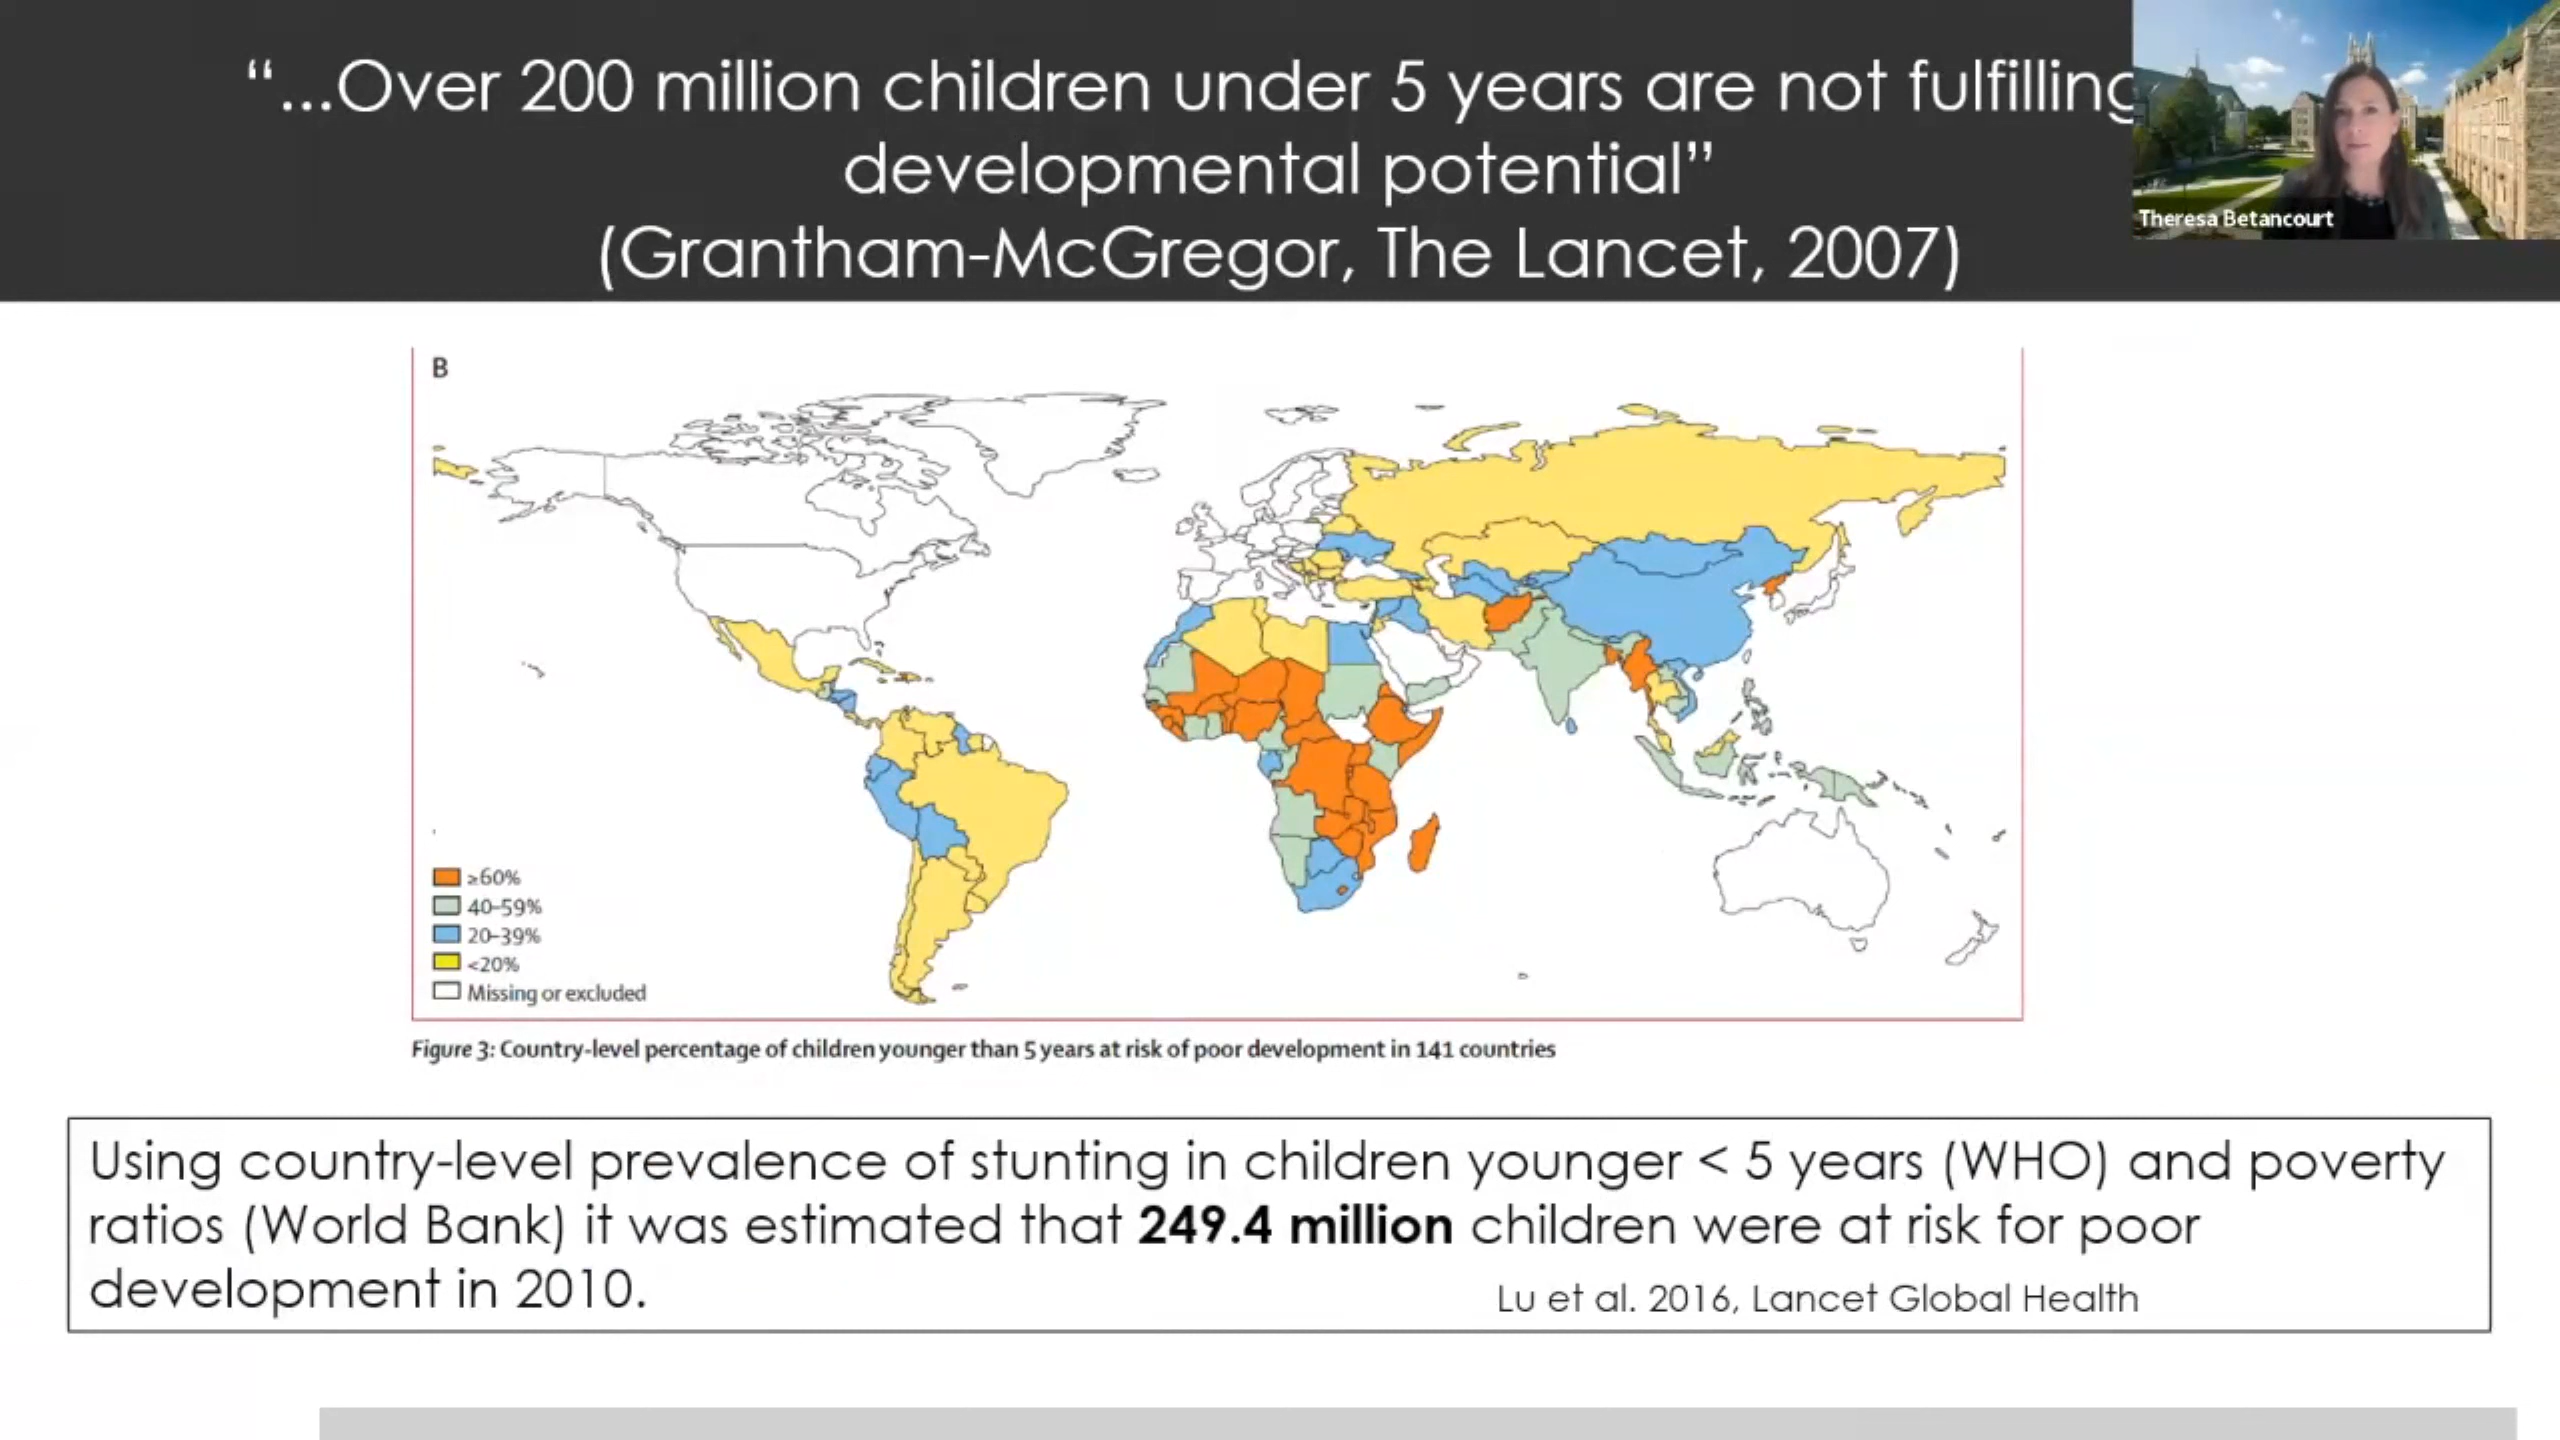 “...Over 200 million children under 5 years are not fulfilling
developmental potential”
(Grantham-McGregor, The Lancet, 2007)
Theresa Betancourt
B
≥60%
40–59%
20–39%
<20%
Missing or excluded
Figure 3: Country-level percentage of children younger than 5 years at risk of poor development in 141 countries
Using country-level prevalence of stunting in children younger < 5 years (WHO) and poverty
ratios (World Bank) it was estimated that 249.4 million children were at risk for poor
development in 2010.
Lu et al. 2016, Lancet Global Health